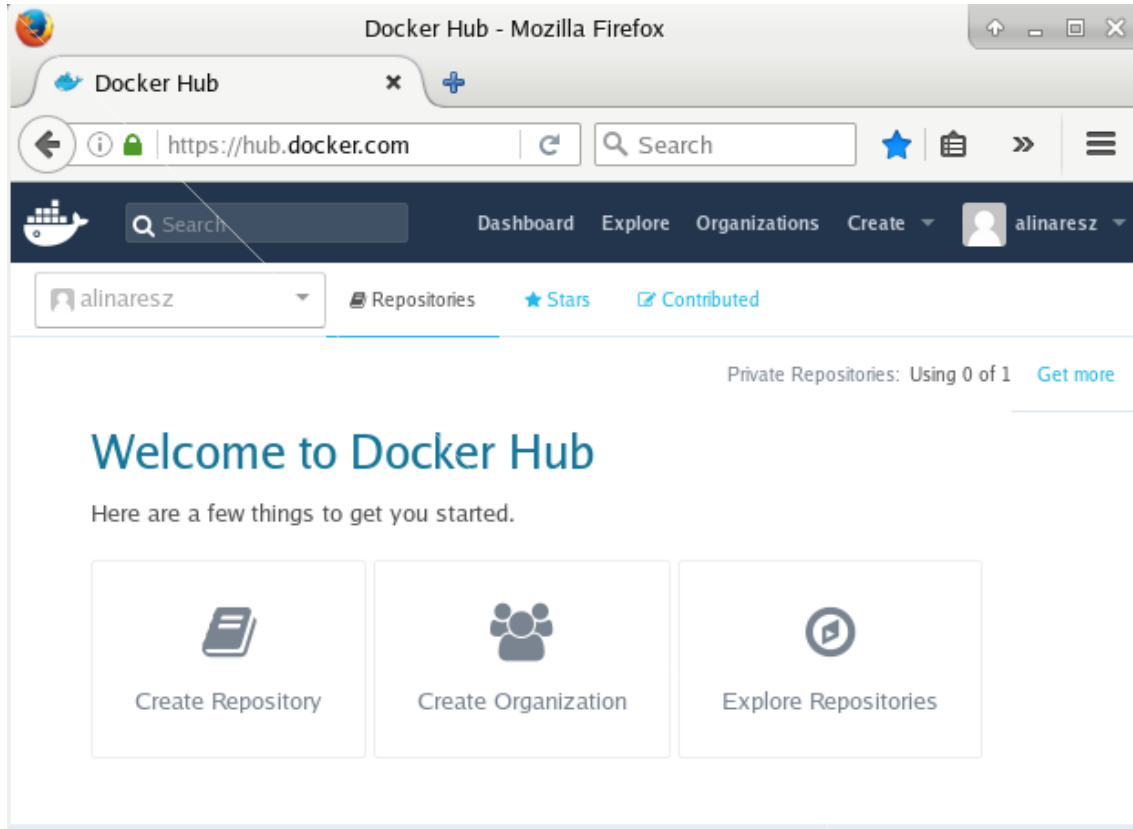 Docker Hub - Mozilla Firefox
Docker Hub
https://hub.docker.com
Search
Search Dashboard Explore Organizations Create alinaresz
alinaresz Repositories Stars Contributed
Private Repositories: Using 0 of 1 Get more
Welcome to Docker Hub
Here are a few things to get you started.
Create Repository Create Organization Explore Repositories